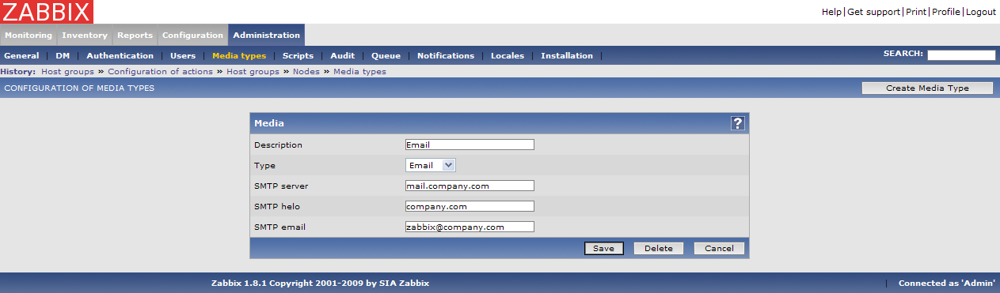 ZABBIX
Help|Get support|Print|Profile|Logout
Monitoring Inventory Reports Configuration Administration
General | DM | Authentication | Users | Media types | Scripts | Audit | Queue | Notifications | Locales | Installation | SEARCH:
History: Host groups » Configuration of actions » Host groups » Nodes » Media types
CONFIGURATION OF MEDIA TYPES Create Media Type
Media ?
Description Email
Type Email
SMTP server mail.company.com
SMTP helo company.com
SMTP email zabbix@company.com
Save Delete Cancel
Zabbix 1.8.1 Copyright 2001-2009 by SIA Zabbix | Connected as 'Admin'